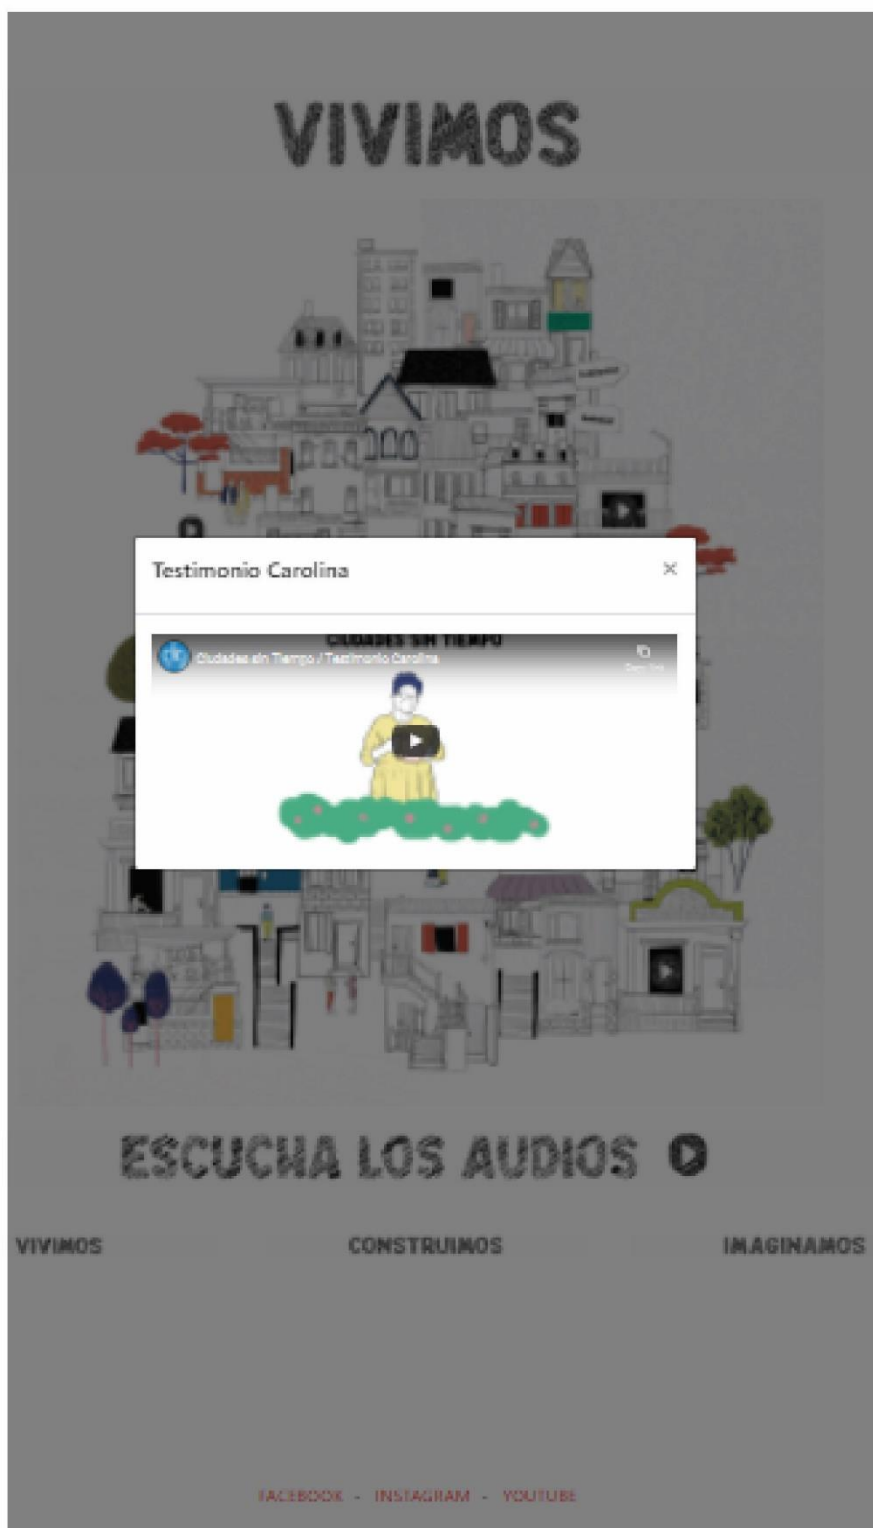 VIVIMOS
Testimonio Carolina
CIUDADES SIN TIEMPO
Ciudades sin Tiempo / Testimonio Carolina
ESCUCHA LOS AUDIOS
VIVIMOS
CONSTRUIMOS
IMAGINAMOS
FACEBOOK - INSTAGRAM - YOUTUBE